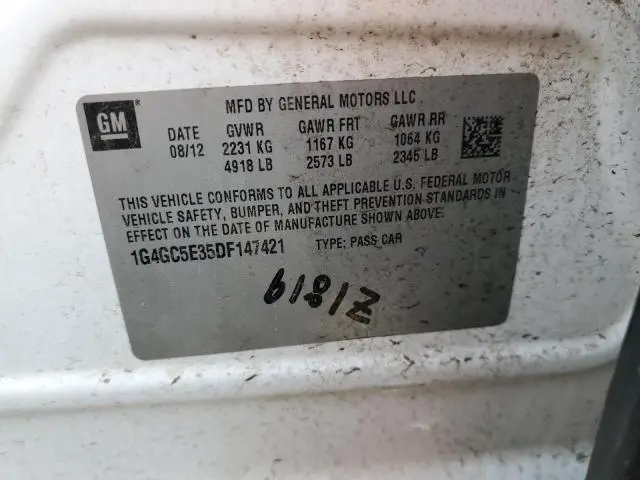 GM
MFD BY GENERAL MOTORS LLC
DATE GVWR GAWR FRT GAWR RR
08/12 2231 KG 1167 KG 1064 KG
4918 LB 2573 LB 2345 LB
THIS VEHICLE CONFORMS TO ALL APPLICABLE U.S. FEDERAL MOTOR
VEHICLE SAFETY, BUMPER, AND THEFT PREVENTION STANDARDS IN
EFFECT ON THE DATE OF MANUFACTURE SHOWN ABOVE.
1G4GC5E35DF147421 TYPE: PASS CAR